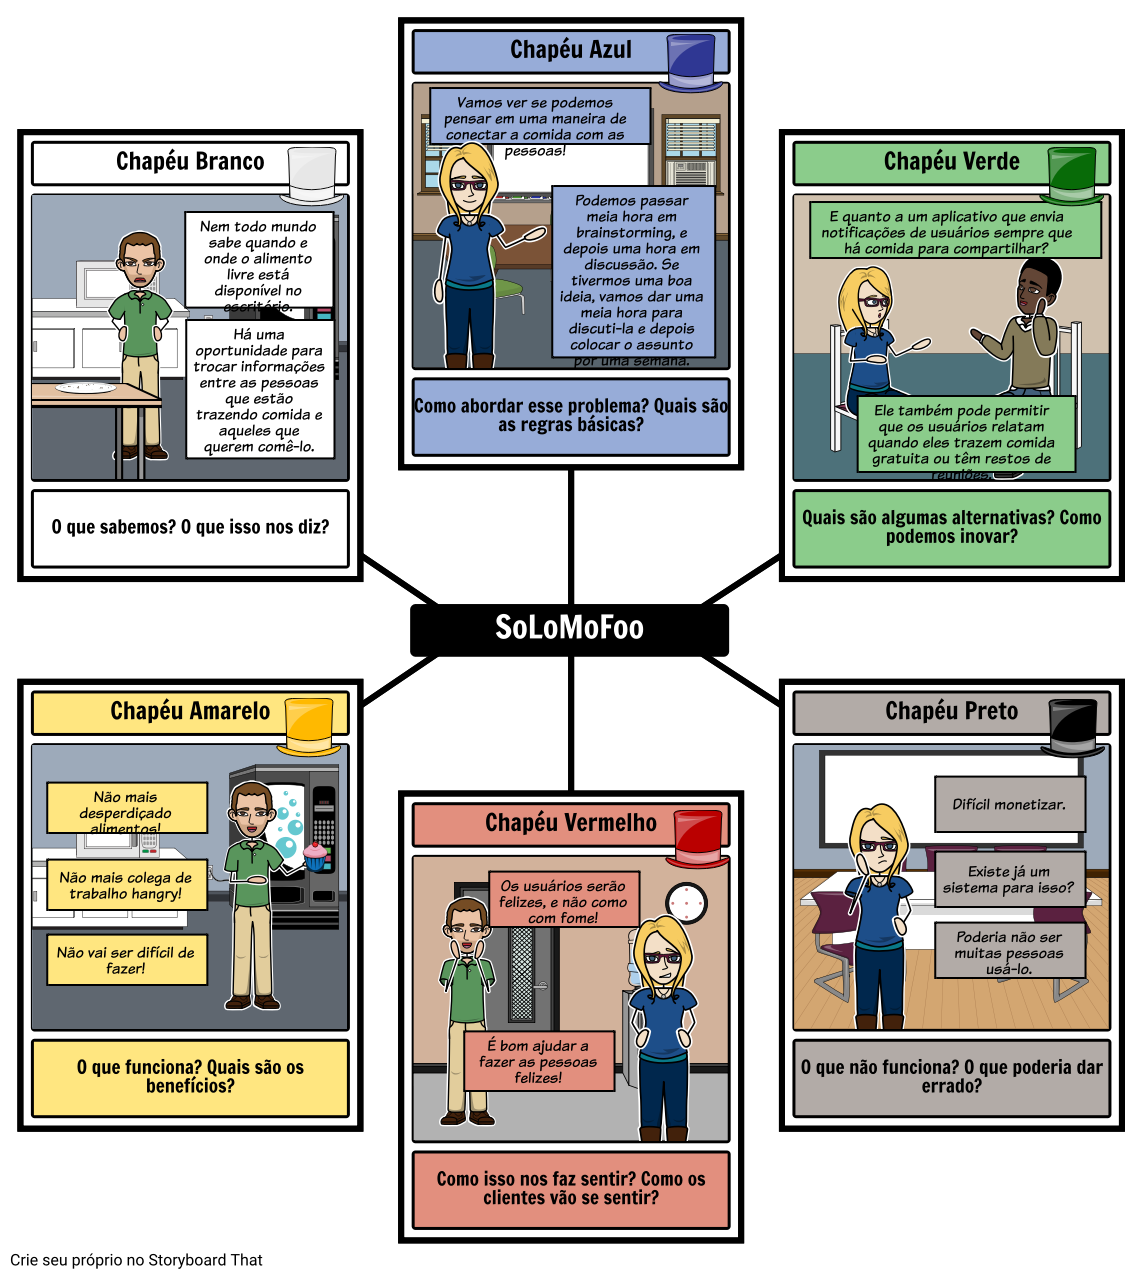 Chapéu Azul
Vamos ver se podemos
pensar em uma maneira de
conectar a comida com as
pessoas!
Podemos passar
meia hora em
brainstorming, e
depois uma hora em
discussão. Se
tivermos uma boa
ideia, vamos dar uma
meia hora para
discuti-la e depois
colocar o assunto
por uma semana.
Como abordar esse problema? Quais são
as regras básicas?
Chapéu Branco
Nem todo mundo
sabe quando e
onde o alimento
livre está
disponível no
escritório.
Há uma
oportunidade para
trocar informações
entre as pessoas
que estão
trazendo comida e
aqueles que
querem comê-lo.
O que sabemos? O que isso nos diz?
Chapéu Verde
E quanto a um aplicativo que envia
notificações de usuários sempre que
há comida para compartilhar?
Ele também pode permitir
que os usuários relatam
quando eles trazem comida
gratuita ou têm restos de
reuniões.
Quais são algumas alternativas? Como
podemos inovar?
SoLoMoFoo
Chapéu Amarelo
Não mais
desperdiçado
alimentos!
Não mais colega de
trabalho hangry!
Não vai ser difícil de
fazer!
O que funciona? Quais são os
benefícios?
Chapéu Vermelho
Os usuários serão
felizes, e não como
com fome!
É bom ajudar a
fazer as pessoas
felizes!
Como isso nos faz sentir? Como os
clientes vão se sentir?
Chapéu Preto
Difícil monetizar.
Existe já um
sistema para isso?
Poderia não ser
muitas pessoas
usá-lo.
O que não funciona? O que poderia dar
errado?
Crie seu próprio no Storyboard That